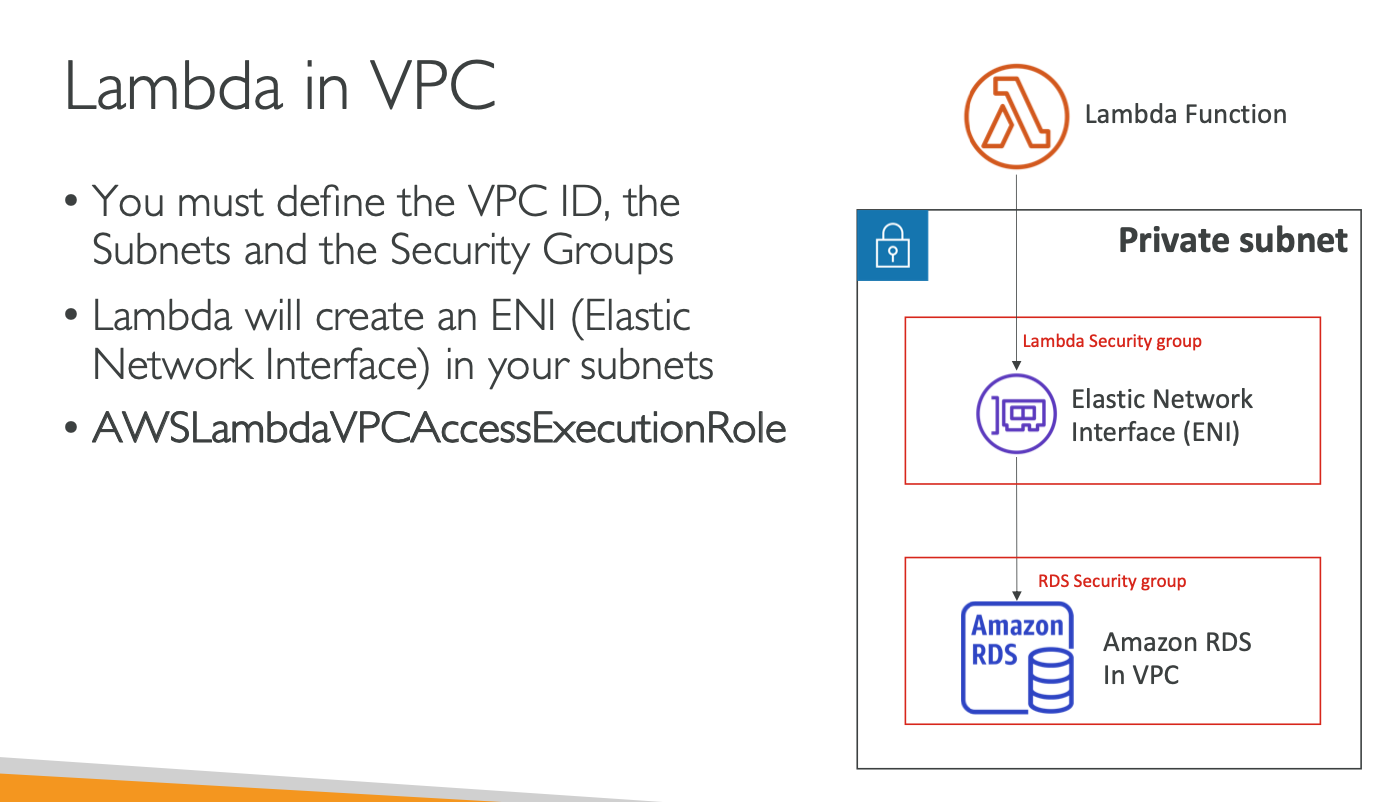 Lambda in VPC
• You must define the VPC ID, the
Subnets and the Security Groups
• Lambda will create an ENI (Elastic
Network Interface) in your subnets
• AWSLambdaVPCAccessExecutionRole
Lambda Function
Private subnet
Lambda Security group
Elastic Network
Interface (ENI)
RDS Security group
Amazon
RDS
Amazon RDS
In VPC